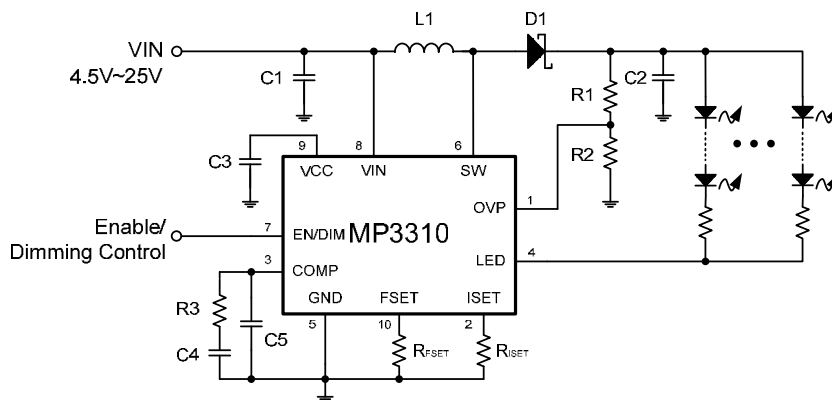 L1
D1
VIN
4.5V~25V
C1
R1
C2
C3
9
8
6
R2
VCC
VIN
SW
1
OVP
Enable/
Dimming Control
7
EN/DIM
MP3310
3
COMP
LED
4
R3
GND
FSET
ISET
5
10
2
C4
C5
RFSET
RISET